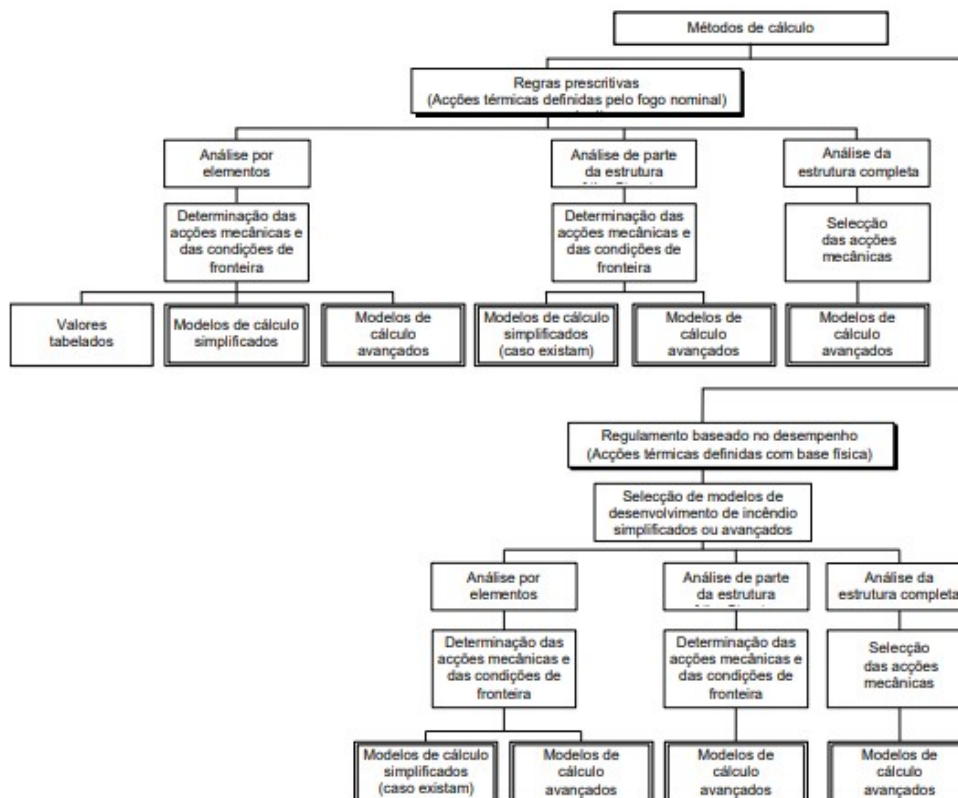 Métodos de cálculo
Regras prescritivas
(Acções térmicas definidas pelo fogo nominal)
Análise por
elementos
Análise de parte
da estrutura
Análise da
estrutura completa
Determinação das
acções mecânicas e
das condições de
fronteira
Determinação das
acções mecânicas e
das condições de
fronteira
Selecção
das acções
mecânicas
Valores
tabelados
Modelos de cálculo
simplificados
Modelos de
cálculo
avançados
Modelos de cálculo
simplificados
(caso existam)
Modelos de
cálculo
avançados
Modelos de
cálculo
avançados
Regulamento baseado no desempenho
(Acções térmicas definidas com base física)
Selecção de modelos de
desenvolvimento de incêndio
simplificados ou avançados
Análise por
elementos
Análise de parte
da estrutura
Análise da
estrutura completa
Determinação das
acções mecânicas e
das condições de
fronteira
Determinação das
acções mecânicas e
das condições de
fronteira
Selecção
das acções
mecânicas
Modelos de cálculo
simplificados
(caso existam)
Modelos de
cálculo
avançados
Modelos de
cálculo
avançados
Modelos de
cálculo
avançados